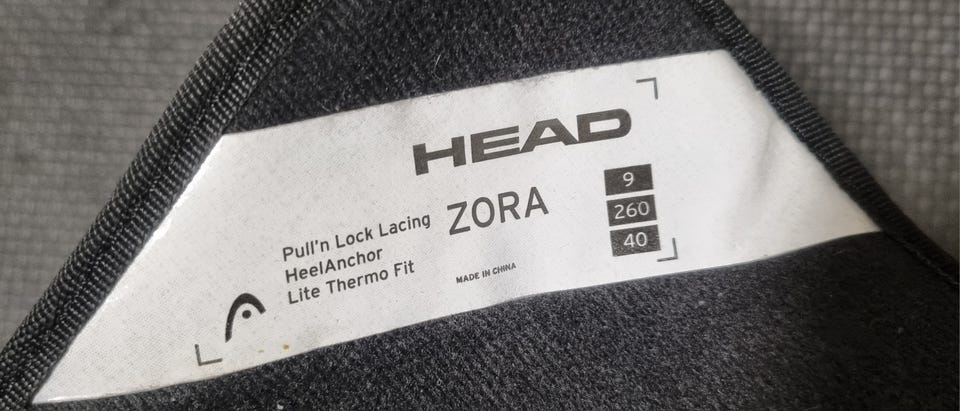 HEAD
ZORA
Pull'n Lock Lacing
HeelAnchor
Lite Thermo Fit
MADE IN CHINA
9
260
40